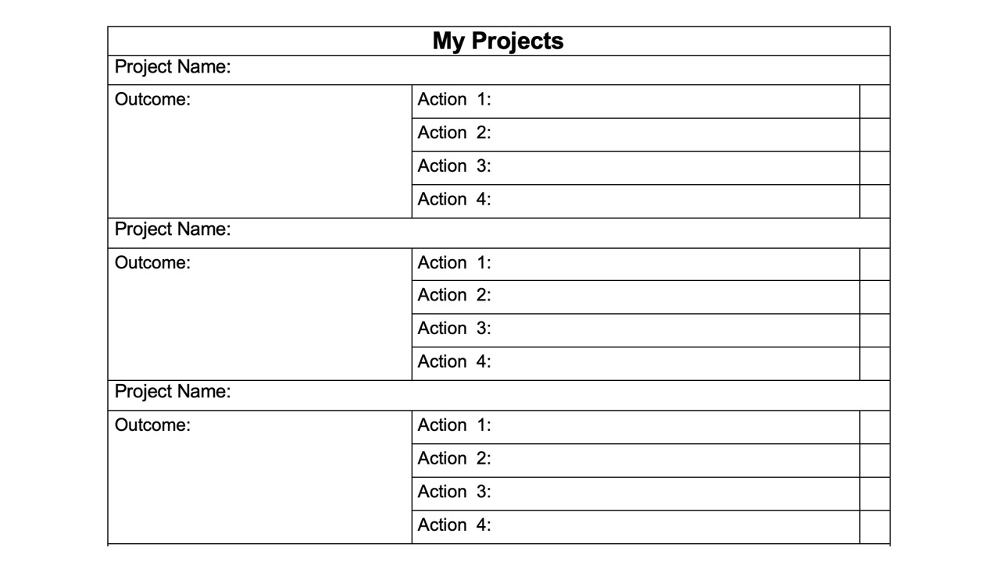 My Projects
Project Name:
Outcome:
Action 1:
Action 2:
Action 3:
Action 4:
Project Name:
Outcome:
Action 1:
Action 2:
Action 3:
Action 4:
Project Name:
Outcome:
Action 1:
Action 2:
Action 3:
Action 4: